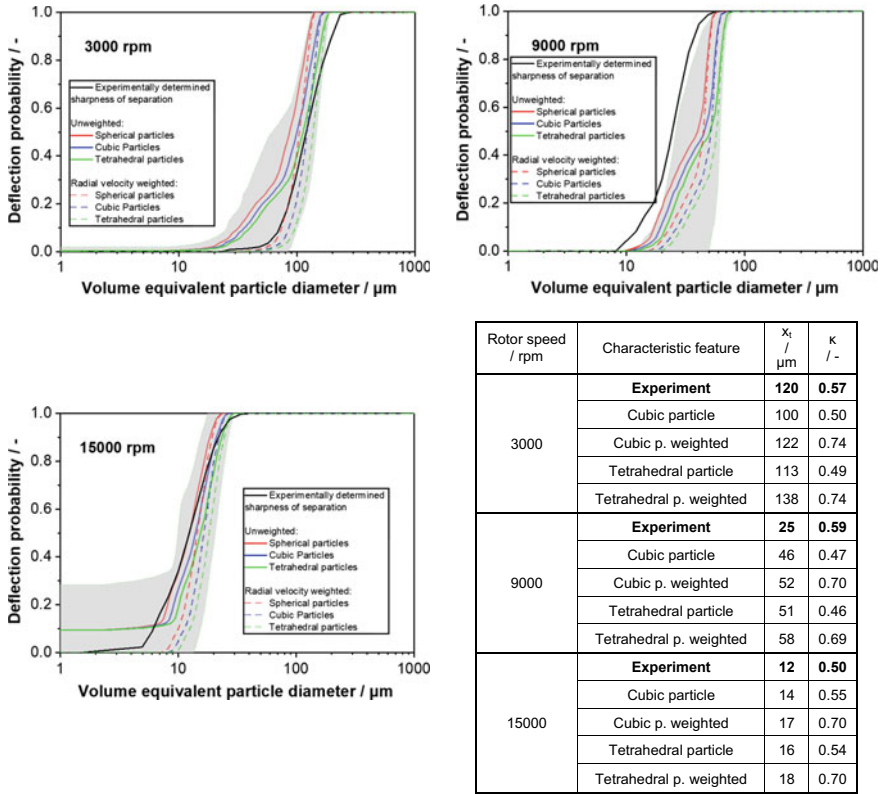 3000 rpm
Experimentally determined
sharpness of separation
Unweighted:
Spherical particles
Cubic particles
Tetrahedral particles
Radial velocity weighted:
Spherical particles
Cubic Particles
Tetrahedral particles
Deflection probability / -
1.0
0.8
0.6
0.4
0.2
0.0
1
10
100
1000
Volume equivalent particle diameter / µm
9000 rpm
Experimentally determined
sharpness of separation
Unweighted:
Spherical particles
Cubic Particles
Tetrahedral particles
Radial velocity weighted:
Spherical particles
Cubic Particles
Tetrahedral particles
Deflection probability / -
1.0
0.8
0.6
0.4
0.2
0.0
1
10
100
1000
Volume equivalent particle diameter / µm
15000 rpm
Experimentally determined
sharpness of separation
Unweighted:
Spherical particles
Cubic Particles
Tetrahedral particles
Radial velocity weighted:
Spherical particles
Cubic Particles
Tetrahedral particles
Deflection probability / -
1.0
0.8
0.6
0.4
0.2
0.0
1
10
100
1000
Volume equivalent particle diameter / µm
Rotor speed / rpm Characteristic feature xt / µm κ / -
3000
Experiment 120 0.57
Cubic particle 100 0.50
Cubic p. weighted 122 0.74
Tetrahedral particle 113 0.49
Tetrahedral p. weighted 138 0.74
9000
Experiment 25 0.59
Cubic particle 46 0.47
Cubic p. weighted 52 0.70
Tetrahedral particle 51 0.46
Tetrahedral p. weighted 58 0.69
15000
Experiment 12 0.50
Cubic particle 14 0.55
Cubic p. weighted 17 0.70
Tetrahedral particle 16 0.54
Tetrahedral p. weighted 18 0.70